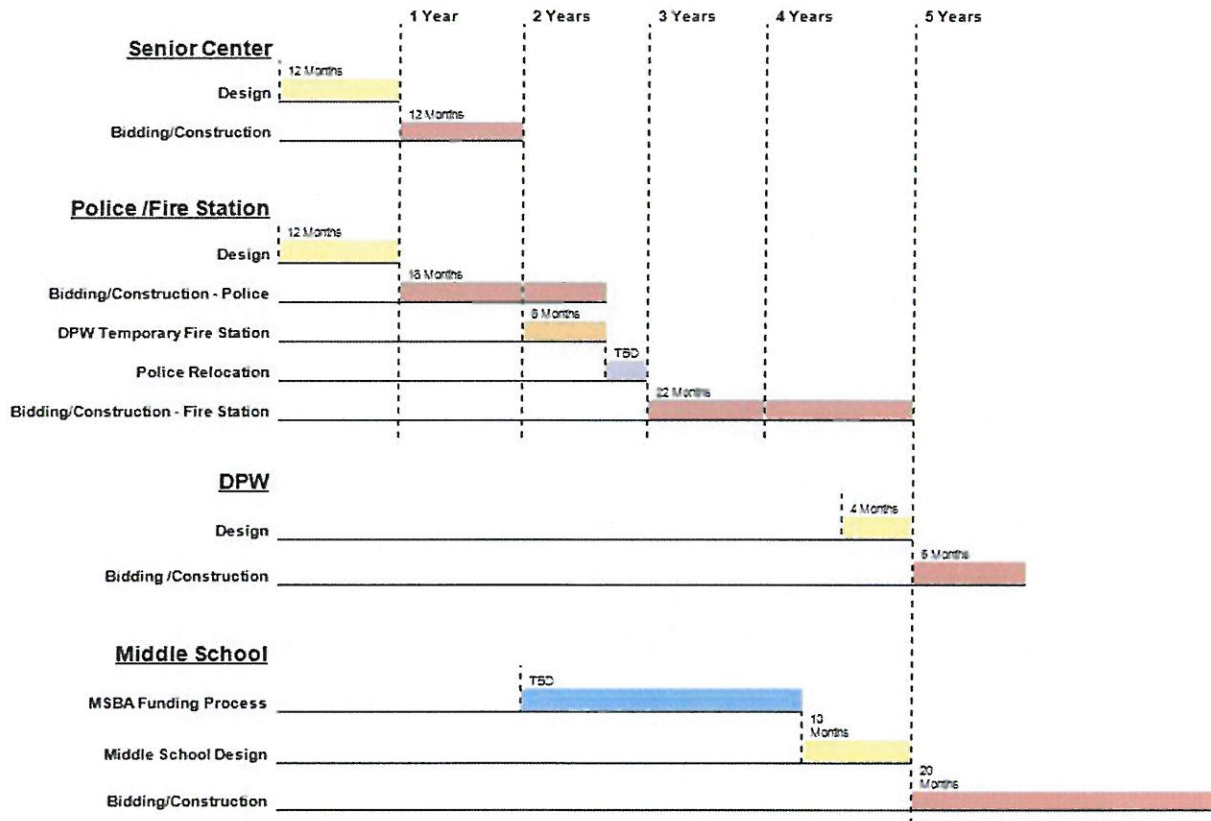 1 Year 2 Years 3 Years 4 Years 5 Years
Senior Center
12 Months
Design
12 Months
Bidding/Construction
Police /Fire Station
12 Months
Design
18 Months
Bidding/Construction - Police
Months
DPW Temporary Fire Station
TBD
Police Relocation
22 Months
Bidding/Construction - Fire Station
DPW
4 Months
Design
Months
Bidding /Construction
Middle School
TBD
MSBA Funding Process
13
Months
Middle School Design
20
Months
Bidding/Construction